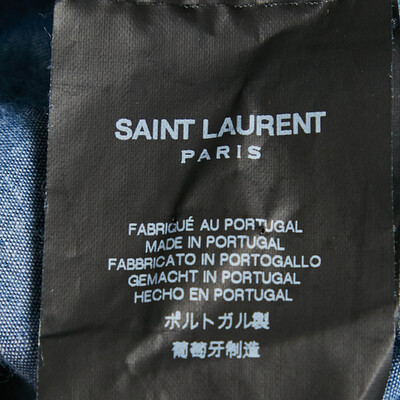 SAINT LAURENT
PARIS
FABRIQUÉ AU PORTUGAL
MADE IN PORTUGAL
FABBRICATO IN PORTOGALLO
GEMACHT IN PORTUGAL
HECHO EN PORTUGAL
ポルトガル製
葡萄牙制造